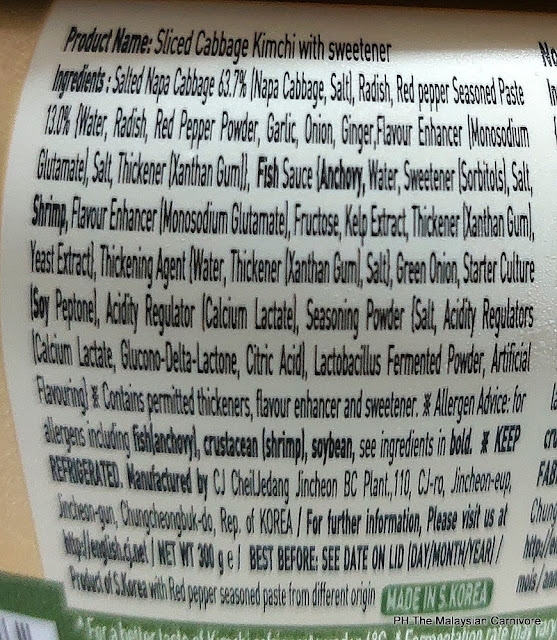 Product Name: Sliced Cabbage Kimchi with sweetener
Ingredients : Salted Napa Cabbage 63.7% [Napa Cabbage, Salt], Radish, Red pepper Seasoned Paste
13.0% [Water, Radish, Red Pepper Powder, Garlic, Onion, Ginger,Flavour Enhancer [Monosodium
Glutamate], Salt, Thickener [Xanthan Gum]], Fish Sauce [Anchovy, Water, Sweetener [Sorbitols], Salt,
Shrimp, Flavour Enhancer [Monosodium Glutamate], Fructose, Kelp Extract, Thickener [Xanthan Gum],
Yeast Extract], Thickening Agent [Water, Thickener [Xanthan Gum], Salt], Green Onion, Starter Culture
[Soy Peptone], Acidity Regulator [Calcium Lactate], Seasoning Powder [Salt, Acidity Regulators
[Calcium Lactate, Glucono-Delta-Lactone, Citric Acid], Lactobacillus Fermented Powder, Artificial
Flavouring] ※ Contains permitted thickeners, flavour enhancer and sweetener. ※ Allergen Advice: for
allergens including fish[anchovy], crustacean [shrimp], soybean, see ingredients in bold. ※ KEEP
REFRIGERATED. Manufactured by CJ CheilJedang Jincheon BC Plant,,110, CJ-ro, Jincheon-eup,
Jincheon-gun, Chungcheongbuk-do, Rep. of KOREA / For further information, Please visit us at
http://english.cj.net / NET WT 300 g e / BEST BEFORE: SEE DATE ON LID (DAY/MONTH/YEAR) /
Product of S.Korea with Red pepper seasoned paste from different origin MADE IN S.KOREA
* For a better taste of Kimchi
PH The Malaysian Carnivore